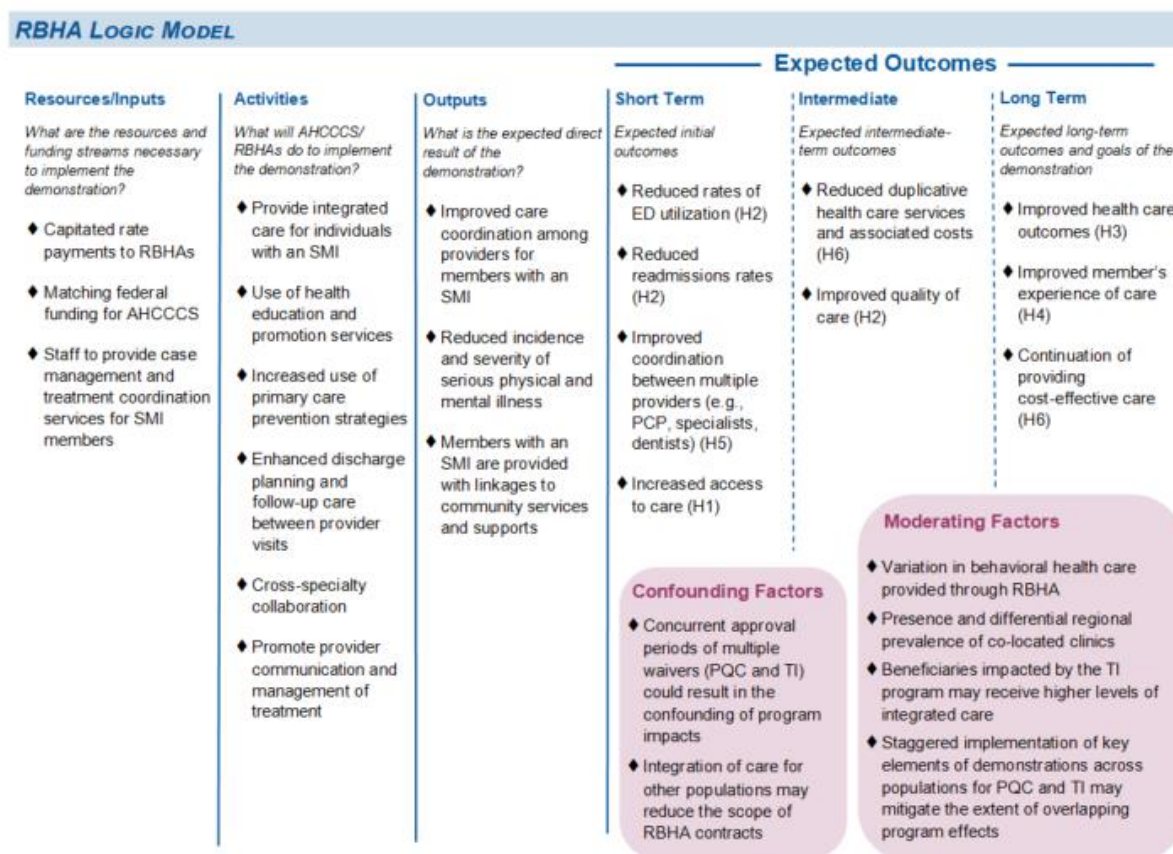 RBHA LOGIC MODEL
Expected Outcomes
Resources/Inputs
What are the resources and
funding streams necessary
to implement the
demonstration?
♦ Capitated rate
payments to RBHAs
♦ Matching federal
funding for AHCCCS
♦ Staff to provide case
management and
treatment coordination
services for SMI
members
Activities
What will AHCCCS/
RBHAs do to implement
the demonstration?
♦ Provide integrated
care for individuals
with an SMI
♦ Use of health
education and
promotion services
♦ Increased use of
primary care
prevention strategies
♦ Enhanced discharge
planning and
follow-up care
between provider
visits
♦ Cross-specialty
collaboration
♦ Promote provider
communication and
management of
treatment
Outputs
What is the expected direct
result of the
demonstration?
♦ Improved care
coordination among
providers for
members with an
SMI
♦ Reduced incidence
and severity of
serious physical and
mental illness
♦ Members with an
SMI are provided
with linkages to
community services
and supports
Short Term
Expected initial
outcomes
♦ Reduced rates of
ED utilization (H2)
♦ Reduced
readmissions rates
(H2)
♦ Improved
coordination
between multiple
providers (e.g.,
PCP, specialists,
dentists) (H5)
♦ Increased access
to care (H1)
Intermediate
Expected intermediate-
term outcomes
♦ Reduced duplicative
health care services
and associated costs
(H6)
♦ Improved quality of
care (H2)
Long Term
Expected long-term
outcomes and goals of the
demonstration
♦ Improved health care
outcomes (H3)
♦ Improved member's
experience of care
(H4)
♦ Continuation of
providing
cost-effective care
(H6)
Confounding Factors
♦ Concurrent approval
periods of multiple
waivers (PQC and TI)
could result in the
confounding of program
impacts
♦ Integration of care for
other populations may
reduce the scope of
RBHA contracts
Moderating Factors
♦ Variation in behavioral health care
provided through RBHA
♦ Presence and differential regional
prevalence of co-located clinics
♦ Beneficiaries impacted by the TI
program may receive higher levels of
integrated care
♦ Staggered implementation of key
elements of demonstrations across
populations for PQC and TI may
mitigate the extent of overlapping
program effects